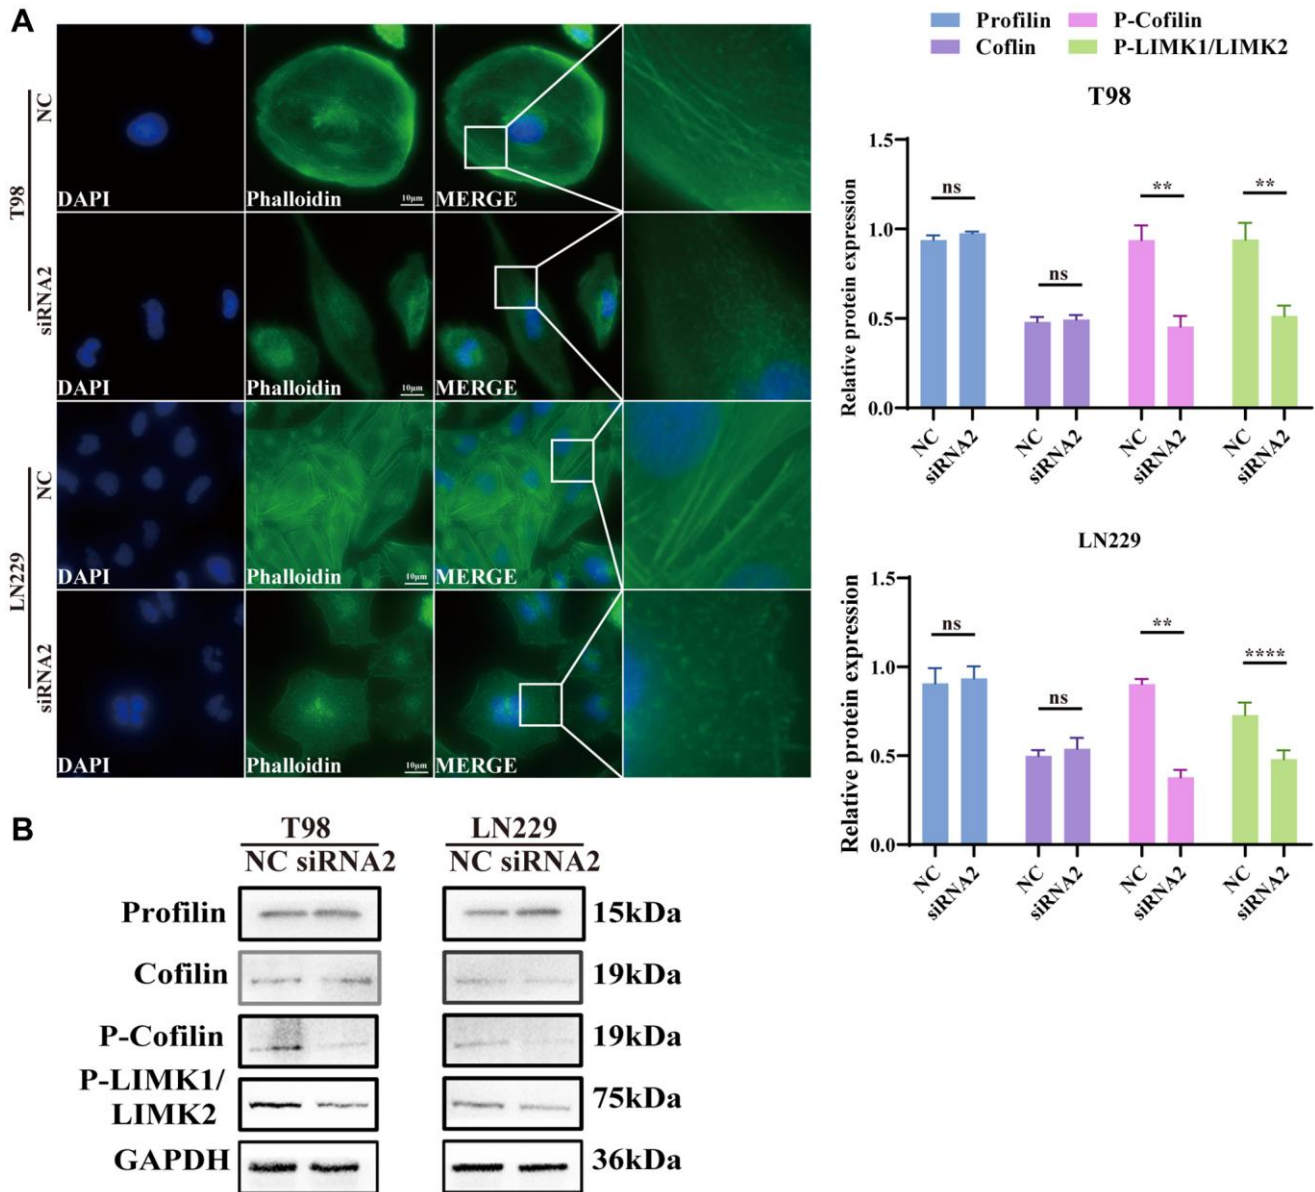 A
T98
NC
siRNA2
LN229
NC
siRNA2
DAPI
Phalloidin
10μm
MERGE
DAPI
Phalloidin
10μm
MERGE
DAPI
Phalloidin
10μm
MERGE
DAPI
Phalloidin
10μm
MERGE
Profilin
P-Cofilin
Coflin
P-LIMK1/LIMK2
T98
Relative protein expression
1.5
1.0
0.5
0.0
ns
ns
**
**
NC
siRNA2
NC
siRNA2
NC
siRNA2
NC
siRNA2
LN229
Relative protein expression
1.5
1.0
0.5
0.0
ns
ns
**
****
NC
siRNA2
NC
siRNA2
NC
siRNA2
NC
siRNA2
B
T98
LN229
NC siRNA2
NC siRNA2
Profilin
15kDa
Cofilin
19kDa
P-Cofilin
19kDa
P-LIMK1/
LIMK2
75kDa
GAPDH
36kDa